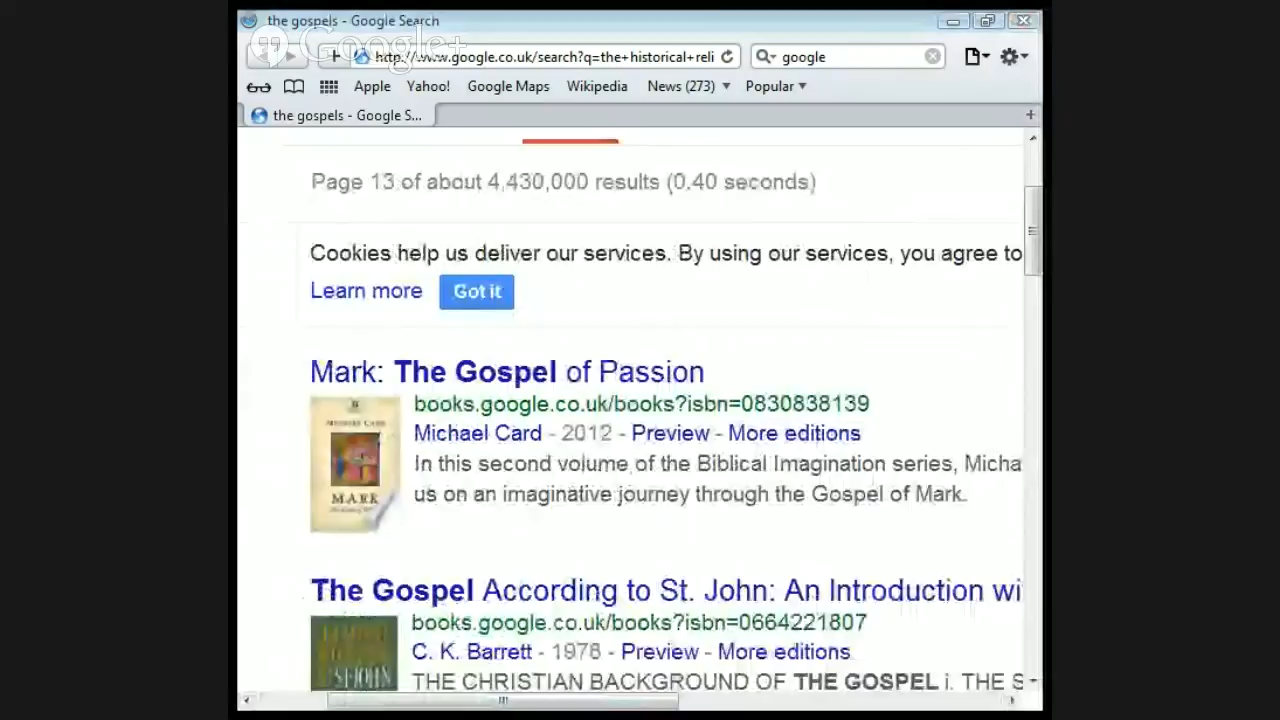 the gospels - Google Search
Google+
http://www.google.co.uk/search?q=the+historical+reli
google
Apple Yahoo! Google Maps Wikipedia News (273) Popular
the gospels - Google S...
Page 13 of about 4,430,000 results (0.40 seconds)
Cookies help us deliver our services. By using our services, you agree to
Learn more Got it
Mark: The Gospel of Passion
books.google.co.uk/books?isbn=0830838139
Michael Card - 2012 - Preview - More editions
In this second volume of the Biblical Imagination series, Micha
us on an imaginative journey through the Gospel of Mark.
MICHAEL CARD
MARK
The Gospel According to St. John: An Introduction wi
books.google.co.uk/books?isbn=0664221807
C. K. Barrett - 1978 - Preview - More editions
THE CHRISTIAN BACKGROUND OF THE GOSPEL i. THE S
ST JOHN